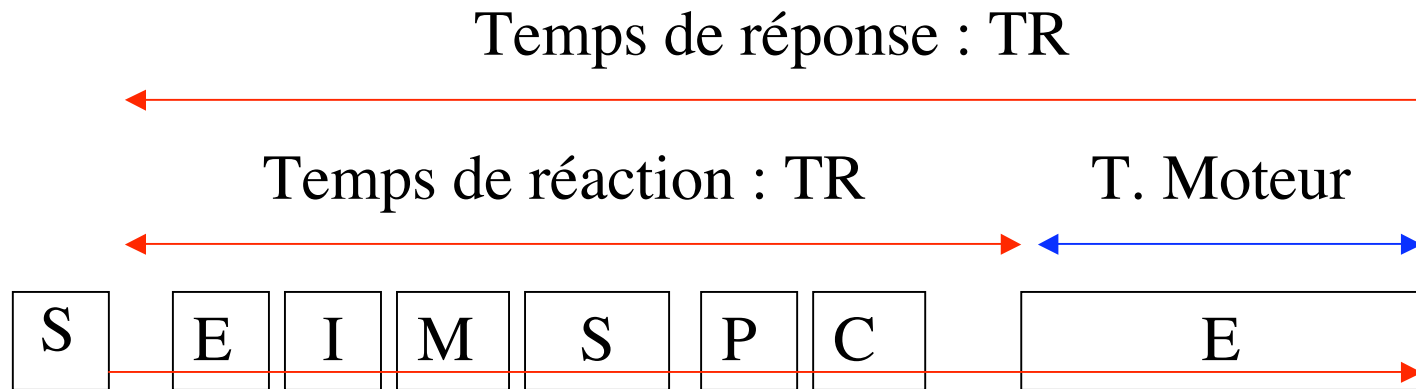 Temps de réponse : TR
Temps de réaction : TR T. Moteur
S E I M S P C E